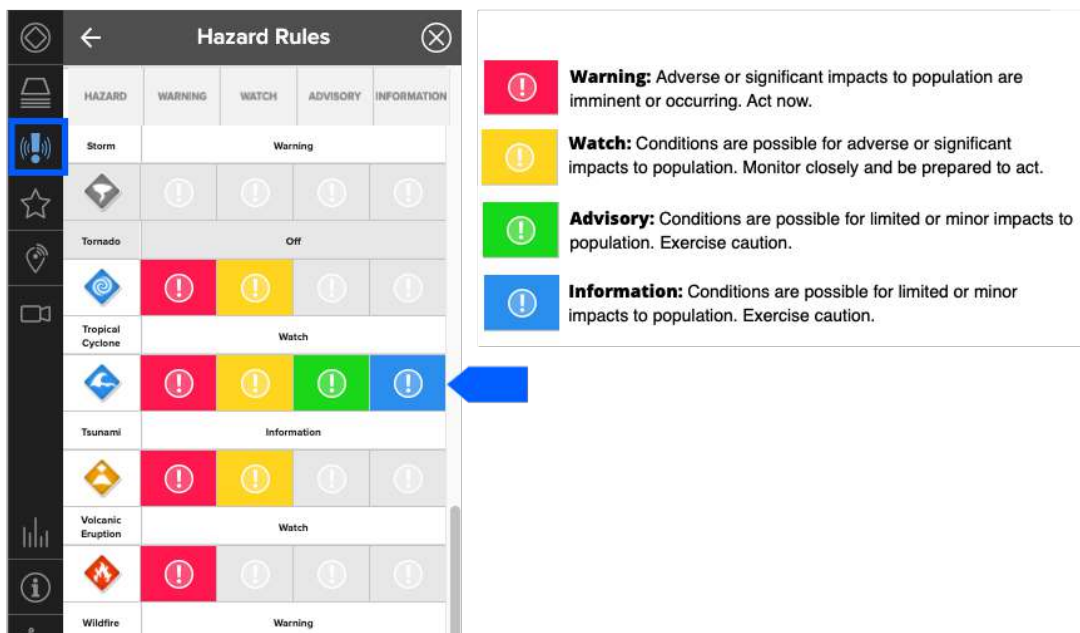 Hazard Rules
HAZARD WARNING WATCH ADVISORY INFORMATION
Storm Warning
Tornado Off
Tropical
Cyclone
Watch
Tsunami Information
Volcanic
Eruption
Watch
Wildfire Warning
Warning: Adverse or significant impacts to population are
imminent or occurring. Act now.
Watch: Conditions are possible for adverse or significant
impacts to population. Monitor closely and be prepared to act.
Advisory: Conditions are possible for limited or minor impacts to
population. Exercise caution.
Information: Conditions are possible for limited or minor
impacts to population. Exercise caution.